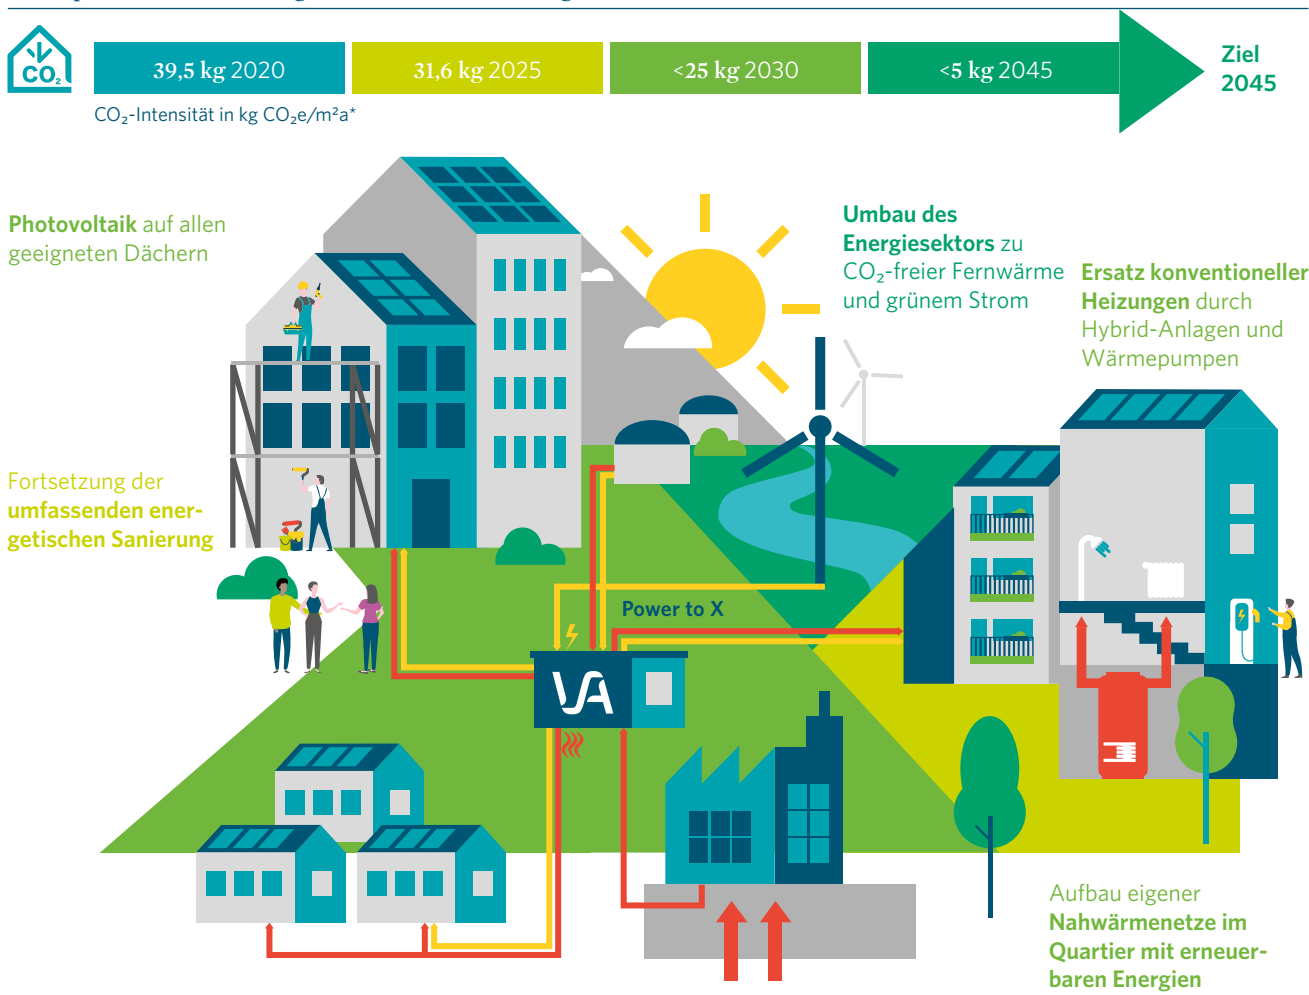 CO₂
39,5 kg 2020
31,6 kg 2025
<25 kg 2030
<5 kg 2045
Ziel
2045
CO₂-Intensität in kg CO₂e/m²a*
Photovoltaik auf allen
geeigneten Dächern
Umbau des
Energiesektors zu
CO₂-freier Fernwärme
und grünem Strom
Ersatz konventioneller
Heizungen durch
Hybrid-Anlagen und
Wärmepumpen
Fortsetzung der
umfassenden ener-
getischen Sanierung
Power to X
Aufbau eigener
Nahwärmenetze im
Quartier mit erneuer-
baren Energien